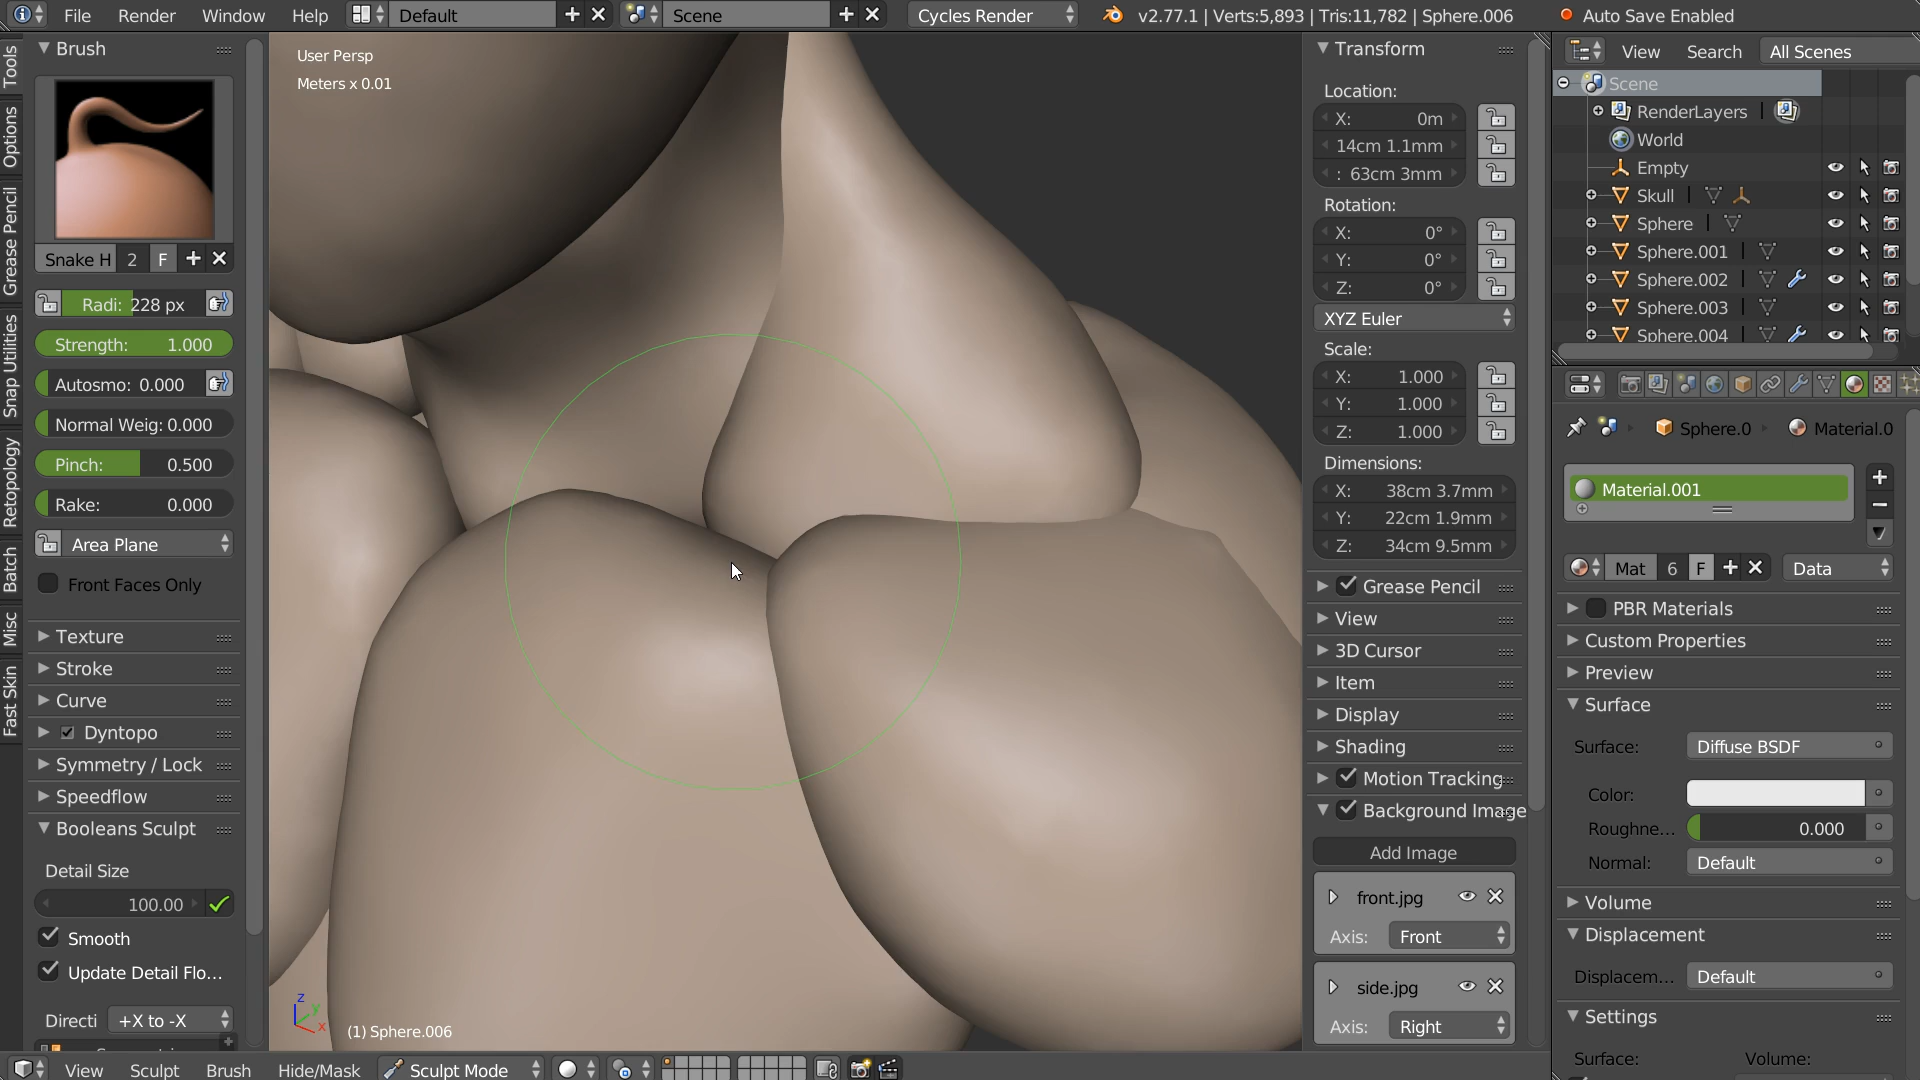 File Render Window Help Default Scene Cycles Render v2.77.1 | Verts:5,893 | Tris:11,782 | Sphere.006 Auto Save Enabled
Tools
Options
Grease Pencil
Snap Utilities
Retopology
Batch
Misc
Fast Skin
Brush
Snake H 2 F
Radi: 228 px
Strength: 1.000
Autosmo: 0.000
Normal Weig: 0.000
Pinch: 0.500
Rake: 0.000
Area Plane
Front Faces Only
Texture
Stroke
Curve
Dyntopo
Symmetry / Lock
Speedflow
Booleans Sculpt
Detail Size
100.00
Smooth
Update Detail Flo...
Directi +X to -X
User Persp
Meters x 0.01
z
y
x
(1) Sphere.006
View Sculpt Brush Hide/Mask Sculpt Mode
Transform
Location:
X: 0m
14cm 1.1mm
: 63cm 3mm
Rotation:
X: 0°
Y: 0°
Z: 0°
XYZ Euler
Scale:
X: 1.000
Y: 1.000
Z: 1.000
Dimensions:
X: 38cm 3.7mm
Y: 22cm 1.9mm
Z: 34cm 9.5mm
Grease Pencil
View
3D Cursor
Item
Display
Shading
Motion Tracking
Background Image
Add Image
front.jpg
Axis: Front
side.jpg
Axis: Right
View Search All Scenes
Scene
RenderLayers
World
Empty
Skull
Sphere
Sphere.001
Sphere.002
Sphere.003
Sphere.004
Sphere.0 Material.0
Material.001
Mat 6 F Data
PBR Materials
Custom Properties
Preview
Surface
Surface: Diffuse BSDF
Color:
Roughne... 0.000
Normal: Default
Volume
Displacement
Displacem... Default
Settings
Surface: Volume: